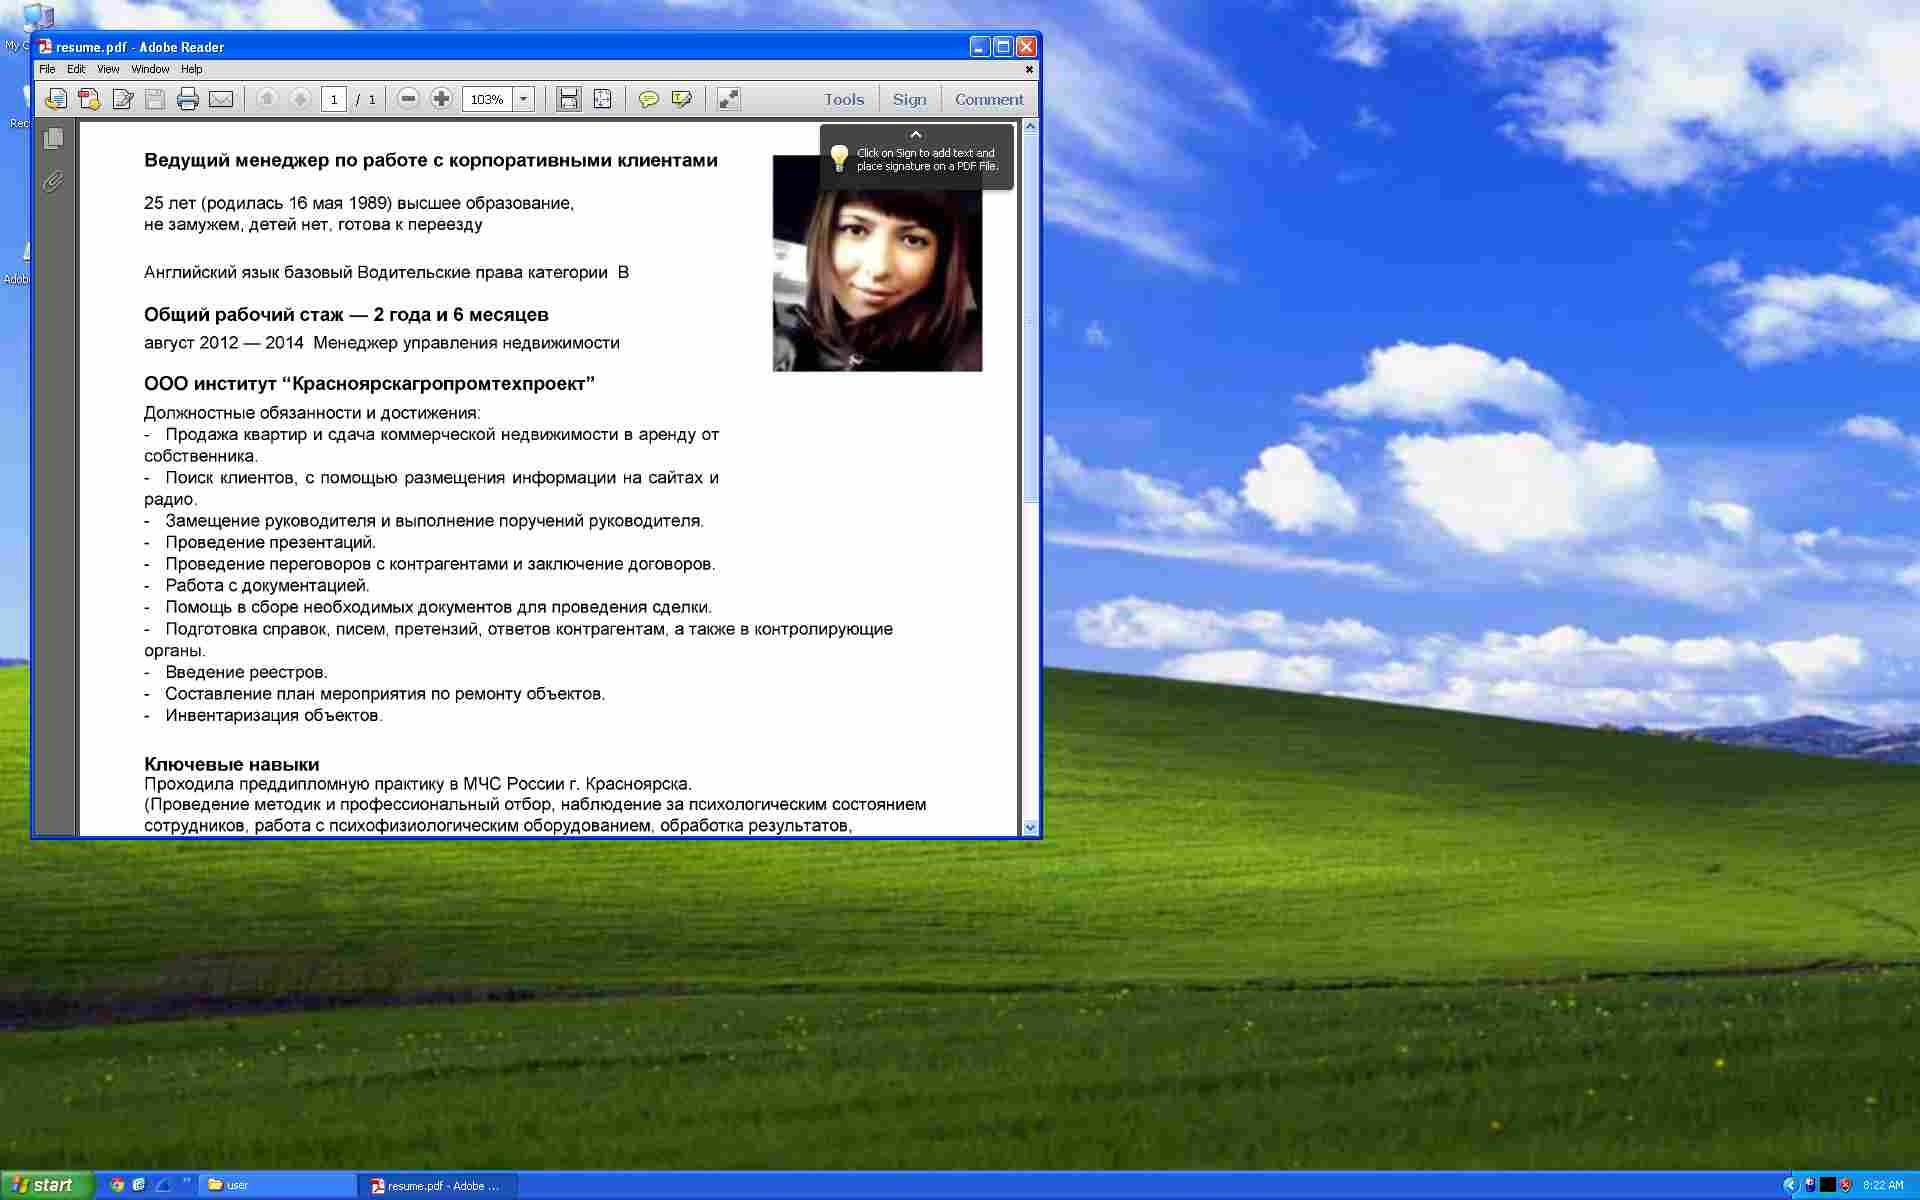 My
Rec
Adobe
resume.pdf - Adobe Reader
File Edit View Window Help
1 / 1 103% Tools Sign Comment
Click on Sign to add text and
place signature on a PDF File.
Ведущий менеджер по работе с корпоративными клиентами
25 лет (родилась 16 мая 1989) высшее образование,
не замужем, детей нет, готова к переезду
Английский язык базовый Водительские права категории В
Общий рабочий стаж — 2 года и 6 месяцев
август 2012 — 2014 Менеджер управления недвижимости
ООО институт “Красноярскагропромтехпроект”
Должностные обязанности и достижения:
- Продажа квартир и сдача коммерческой недвижимости в аренду от
собственника.
- Поиск клиентов, с помощью размещения информации на сайтах и
радио.
- Замещение руководителя и выполнение поручений руководителя.
- Проведение презентаций.
- Проведение переговоров с контрагентами и заключение договоров.
- Работа с документацией.
- Помощь в сборе необходимых документов для проведения сделки.
- Подготовка справок, писем, претензий, ответов контрагентам, а также в контролирующие
органы.
- Введение реестров.
- Составление план мероприятия по ремонту объектов.
- Инвентаризация объектов.
Ключевые навыки
Проходила преддипломную практику в МЧС России г. Красноярска.
(Проведение методик и профессиональный отбор, наблюдение за психологическим состоянием
сотрудников, работа с психофизиологическим оборудованием, обработка результатов,
start user resume.pdf - Adobe ... 8:22 AM